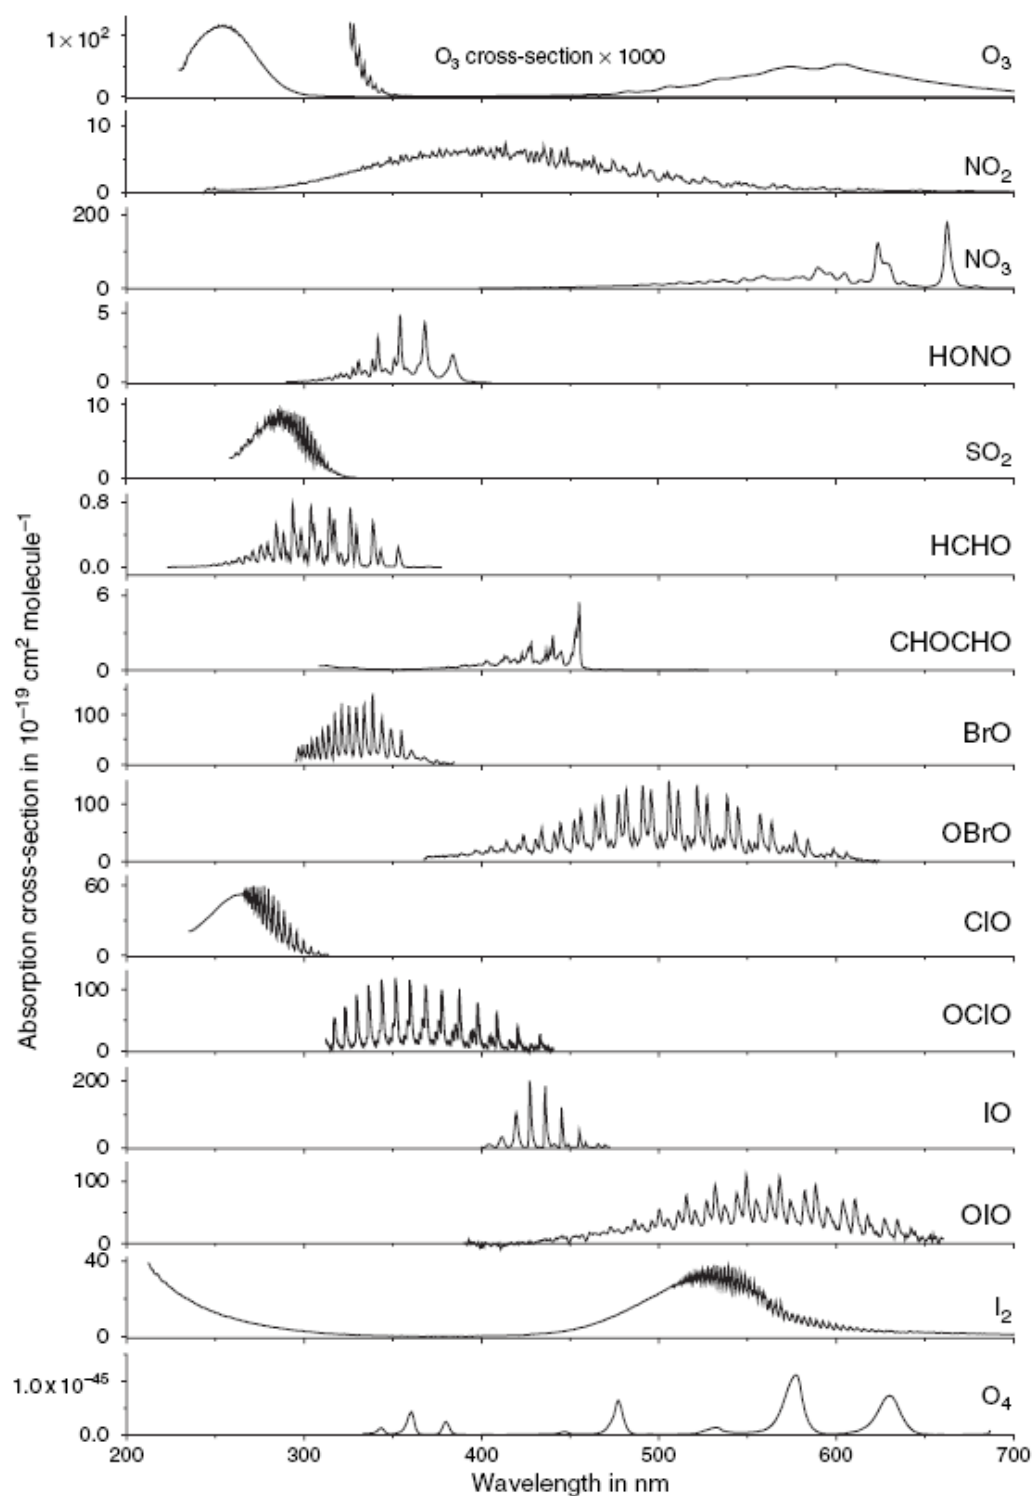 1 × 10²
0
O₃ cross-section × 1000
O₃
10
0
NO₂
200
0
NO₃
5
0
HONO
10
0
SO₂
0.8
0.0
HCHO
6
0
CHOCHO
100
0
BrO
100
0
OBrO
60
0
ClO
100
0
OClO
200
0
IO
100
0
OIO
40
0
I₂
1.0 x 10⁻⁴⁵
0.0
O₄
200 300 400 500 600 700
Wavelength in nm
Absorption cross-section in 10⁻¹⁹ cm² molecule⁻¹